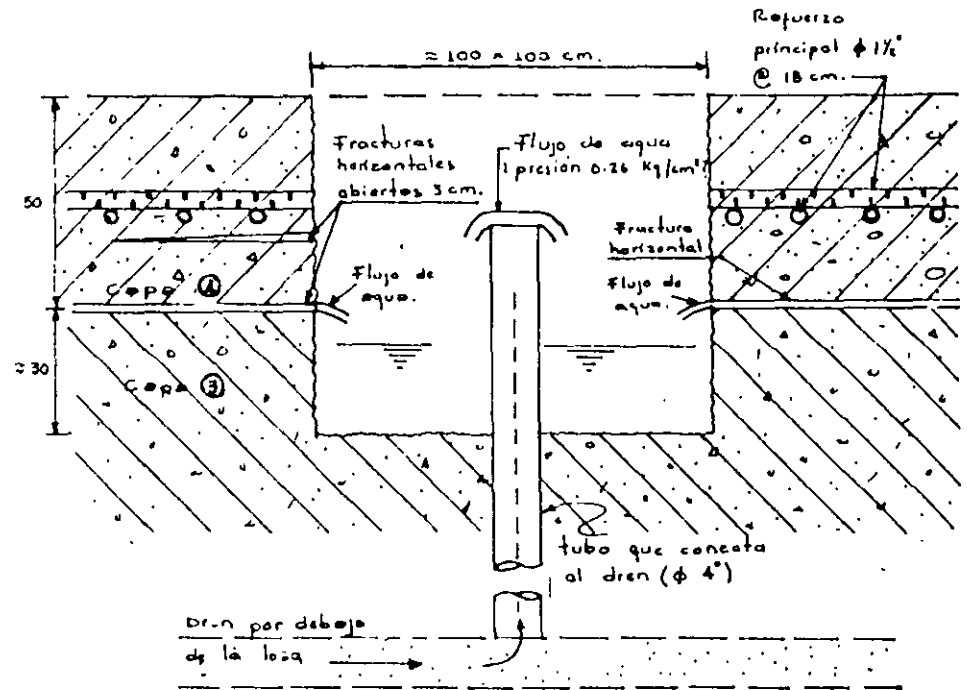 Refuerzo
principal ϕ 1½"
@ 18 cm.
≈ 100 × 100 cm.
Fracturas
horizontales
abiertas 3 cm.
Flujo de agua
presión 0.26 Kg/cm²
50
Fractura
horizontal
Capa
Flujo de
agua.
Flujo de
agua.
≈ 30
Capa ③
tubo que conecta
al dren (ϕ 4")
Dren por debajo
de la losa